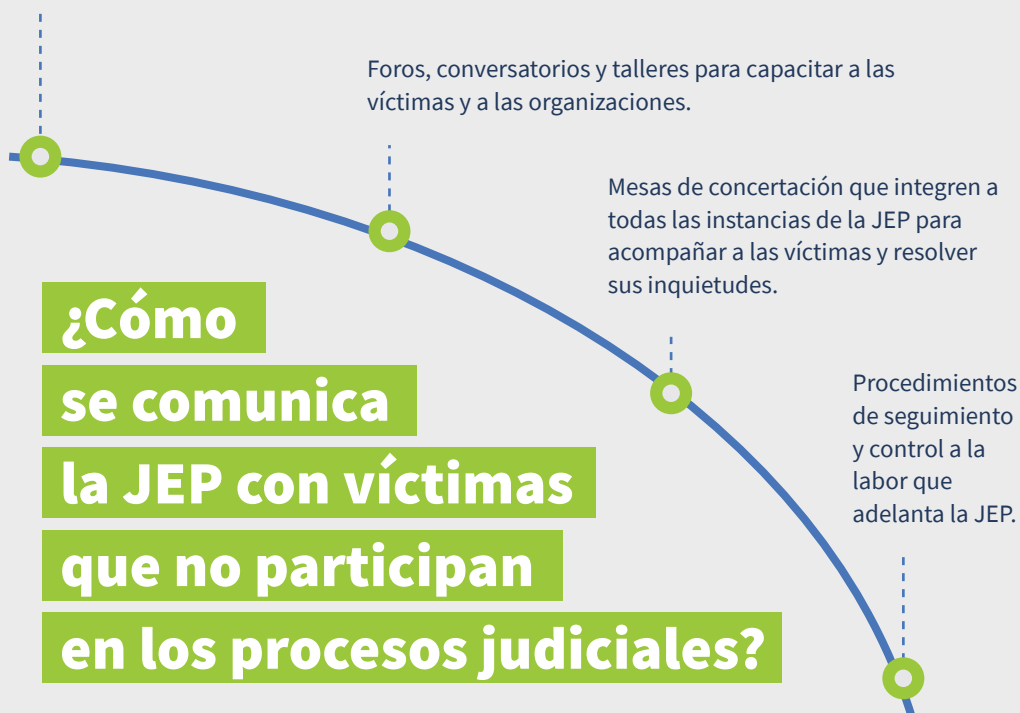 Foros, conversatorios y talleres para capacitar a las
víctimas y a las organizaciones.
Mesas de concertación que integren a
todas las instancias de la JEP para
acompañar a las víctimas y resolver
sus inquietudes.
Procedimientos
de seguimiento
y control a la
labor que
adelanta la JEP.
¿Cómo
se comunica
la JEP con víctimas
que no participan
en los procesos judiciales?